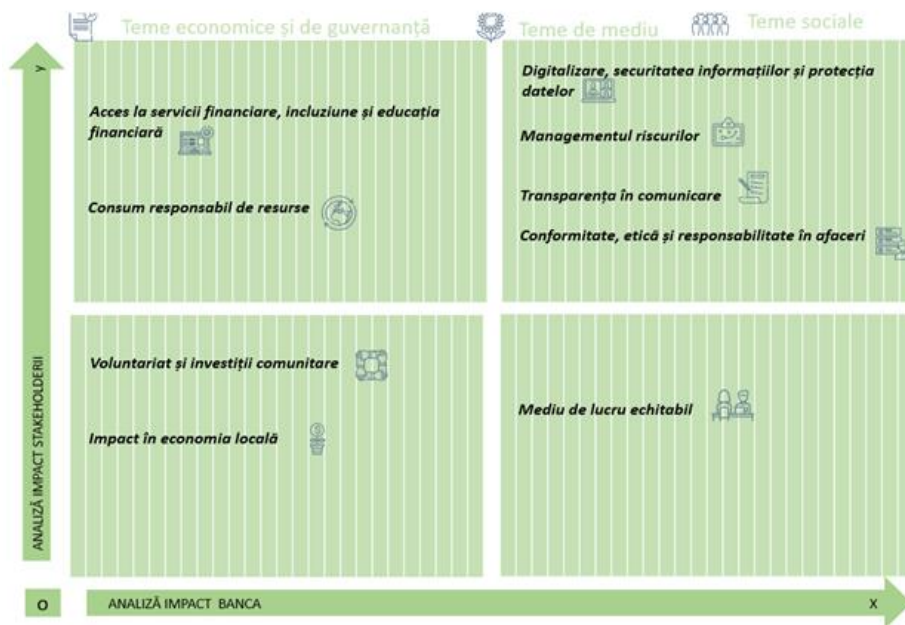 Teme economice și de guvernanță
Teme de mediu
Teme sociale
Y
Digitalizare, securitatea informațiilor și protecția
datelor
Acces la servicii financiare, incluziune și educația
financiară
Managementul riscurilor
Consum responsabil de resurse
Transparența în comunicare
Conformitate, etică și responsabilitate în afaceri
ANALIZĂ IMPACT STAKEHOLDERII
Voluntariat și investiții comunitare
Impact în economia locală
Mediu de lucru echitabil
O
ANALIZĂ IMPACT BANCA
X